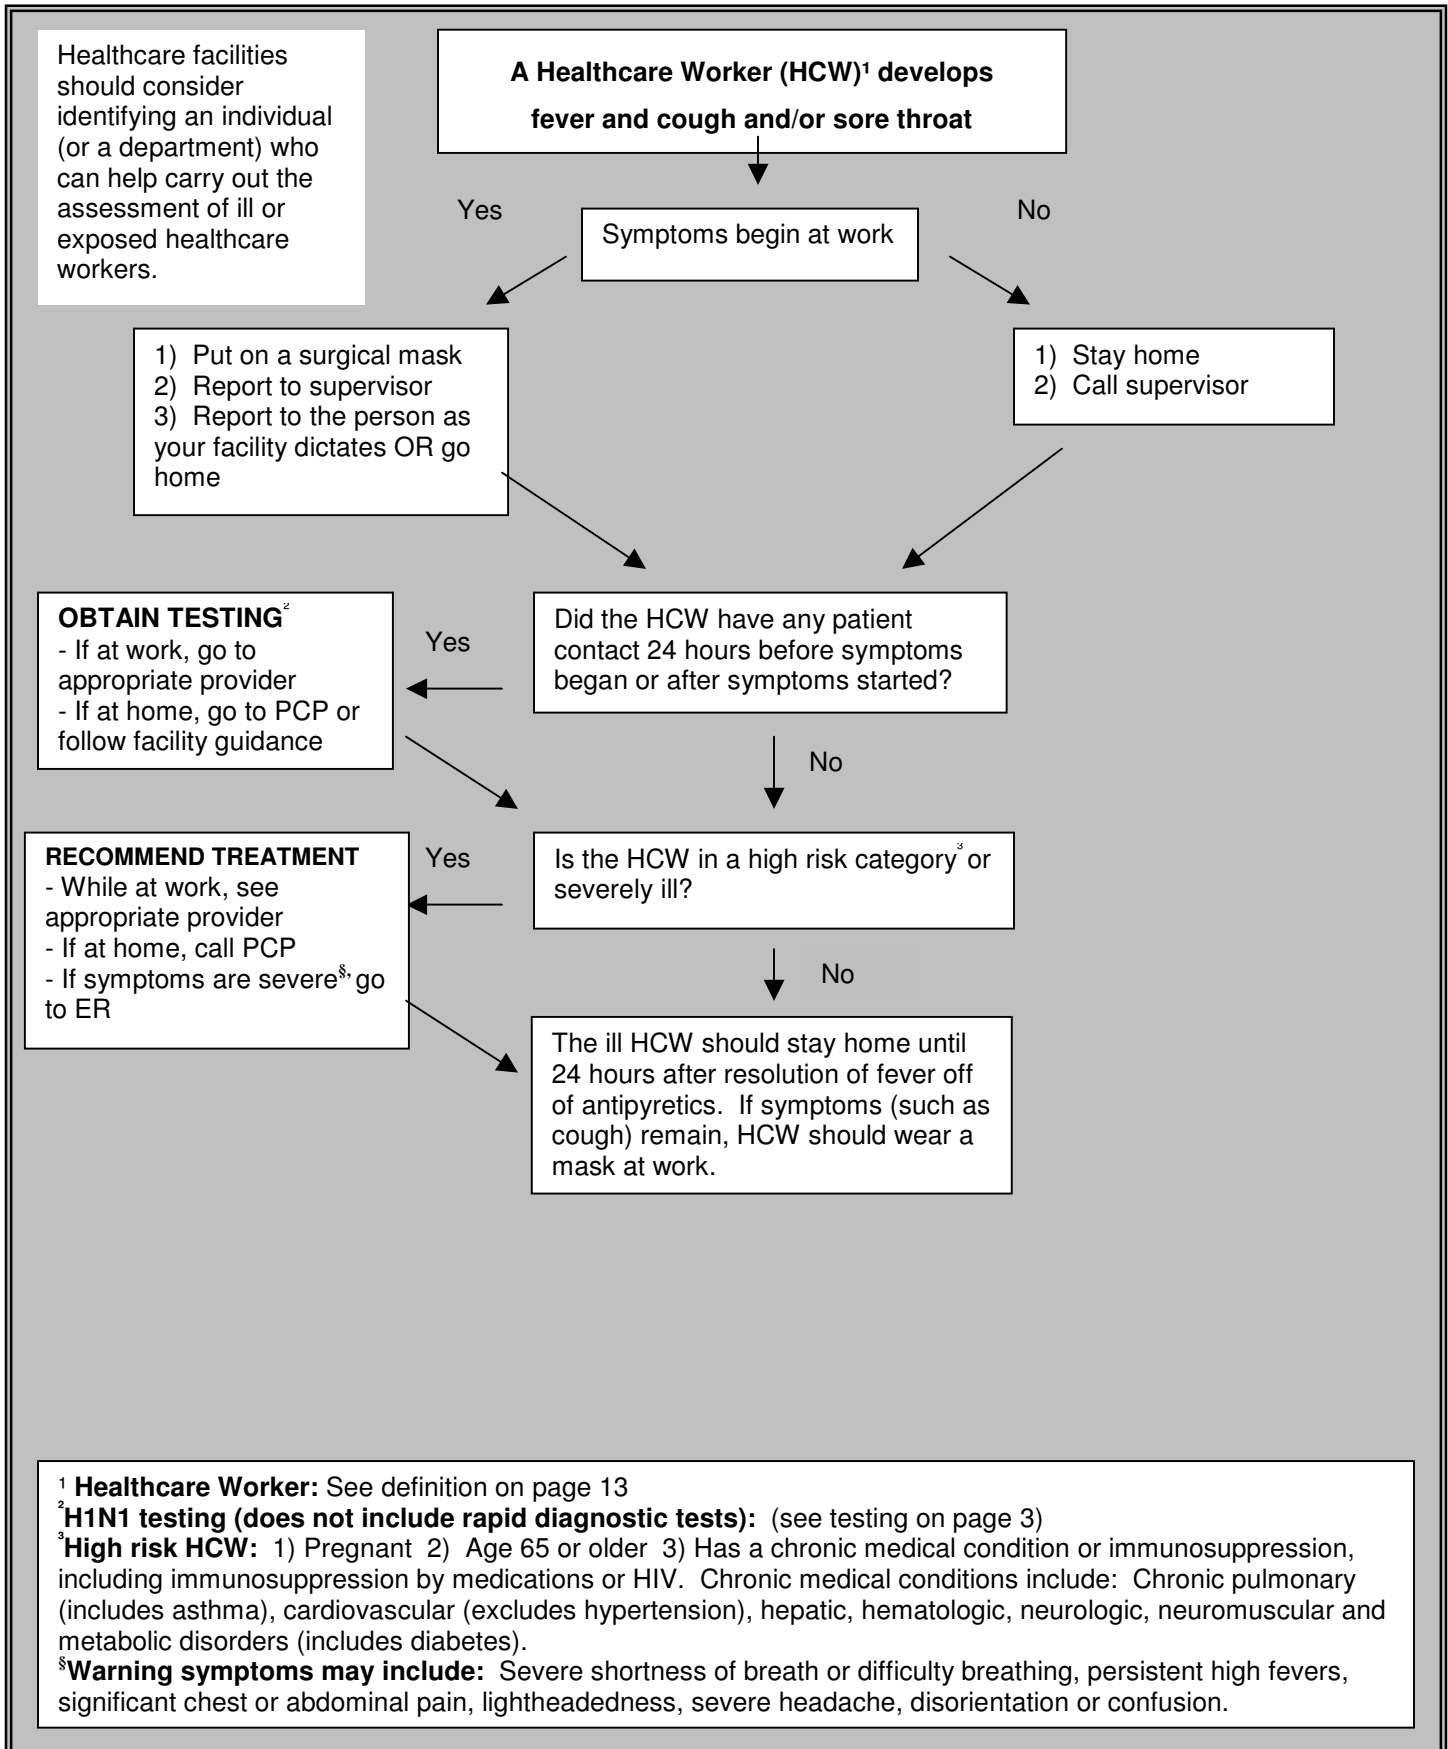 Healthcare facilities
should consider
identifying an individual
(or a department) who
can help carry out the
assessment of ill or
exposed healthcare
workers.
A Healthcare Worker (HCW)¹ develops
fever and cough and/or sore throat
Yes
Symptoms begin at work
No
1) Put on a surgical mask
2) Report to supervisor
3) Report to the person as
your facility dictates OR go
home
1) Stay home
2) Call supervisor
OBTAIN TESTING²
- If at work, go to
appropriate provider
- If at home, go to PCP or
follow facility guidance
Yes
Did the HCW have any patient
contact 24 hours before symptoms
began or after symptoms started?
No
RECOMMEND TREATMENT
- While at work, see
appropriate provider
- If at home, call PCP
- If symptoms are severe§, go
to ER
Yes
Is the HCW in a high risk category³ or
severely ill?
No
The ill HCW should stay home until
24 hours after resolution of fever off
of antipyretics. If symptoms (such as
cough) remain, HCW should wear a
mask at work.
¹ Healthcare Worker: See definition on page 13
²H1N1 testing (does not include rapid diagnostic tests): (see testing on page 3)
³High risk HCW: 1) Pregnant 2) Age 65 or older 3) Has a chronic medical condition or immunosuppression,
including immunosuppression by medications or HIV. Chronic medical conditions include: Chronic pulmonary
(includes asthma), cardiovascular (excludes hypertension), hepatic, hematologic, neurologic, neuromuscular and
metabolic disorders (includes diabetes).
§Warning symptoms may include: Severe shortness of breath or difficulty breathing, persistent high fevers,
significant chest or abdominal pain, lightheadedness, severe headache, disorientation or confusion.